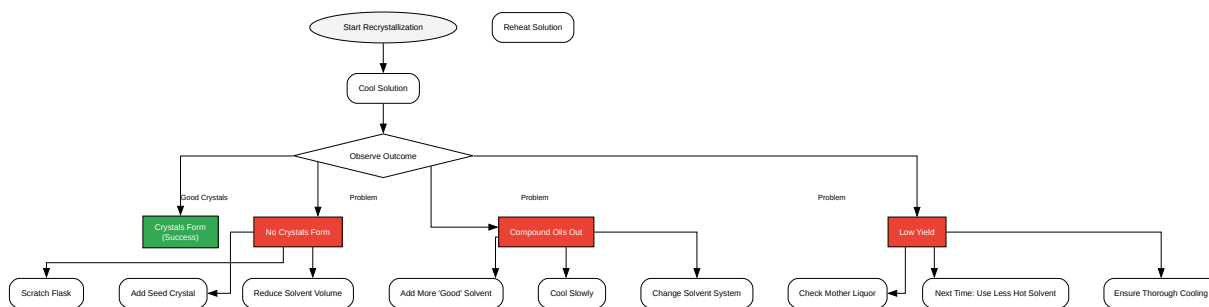 Start Recrystallization
Reheat Solution
Cool Solution
Observe Outcome
Good Crystals
Problem
Problem
Problem
Crystals Form
(Success)
No Crystals Form
Compound Oils Out
Low Yield
Scratch Flask
Add Seed Crystal
Reduce Solvent Volume
Add More 'Good' Solvent
Cool Slowly
Change Solvent System
Check Mother Liquor
Next Time: Use Less Hot Solvent
Ensure Thorough Cooling